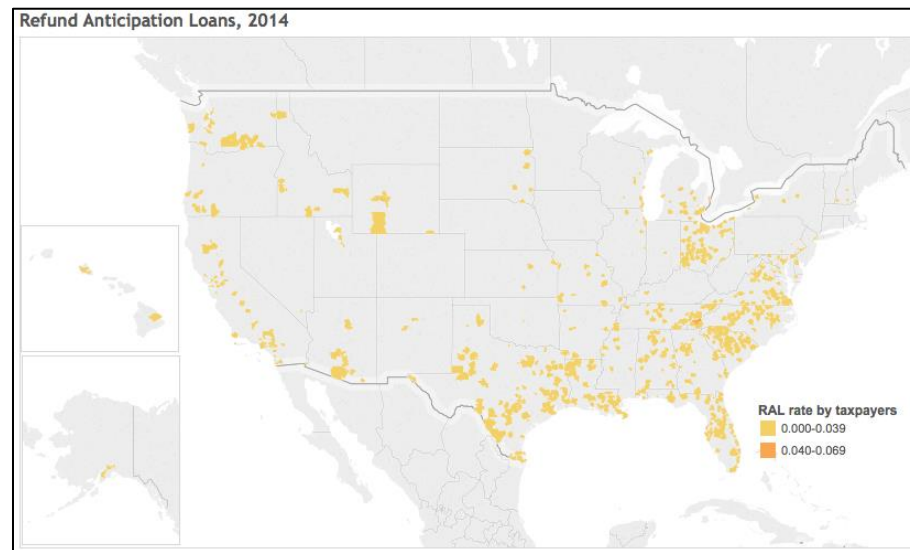 Refund Anticipation Loans, 2014
RAL rate by taxpayers
0.000-0.039
0.040-0.069